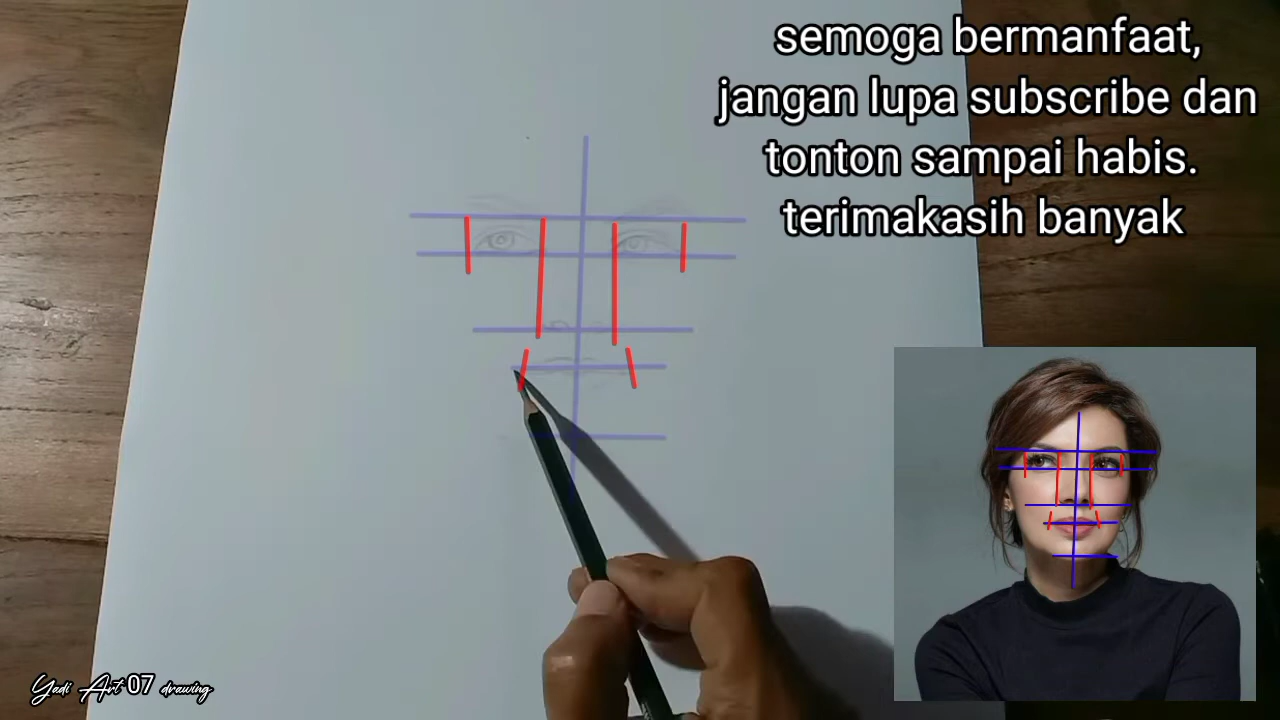 semoga bermanfaat,
jangan lupa subscribe dan
tonton sampai habis.
terimakasih banyak
Yadi Art 07 drawing